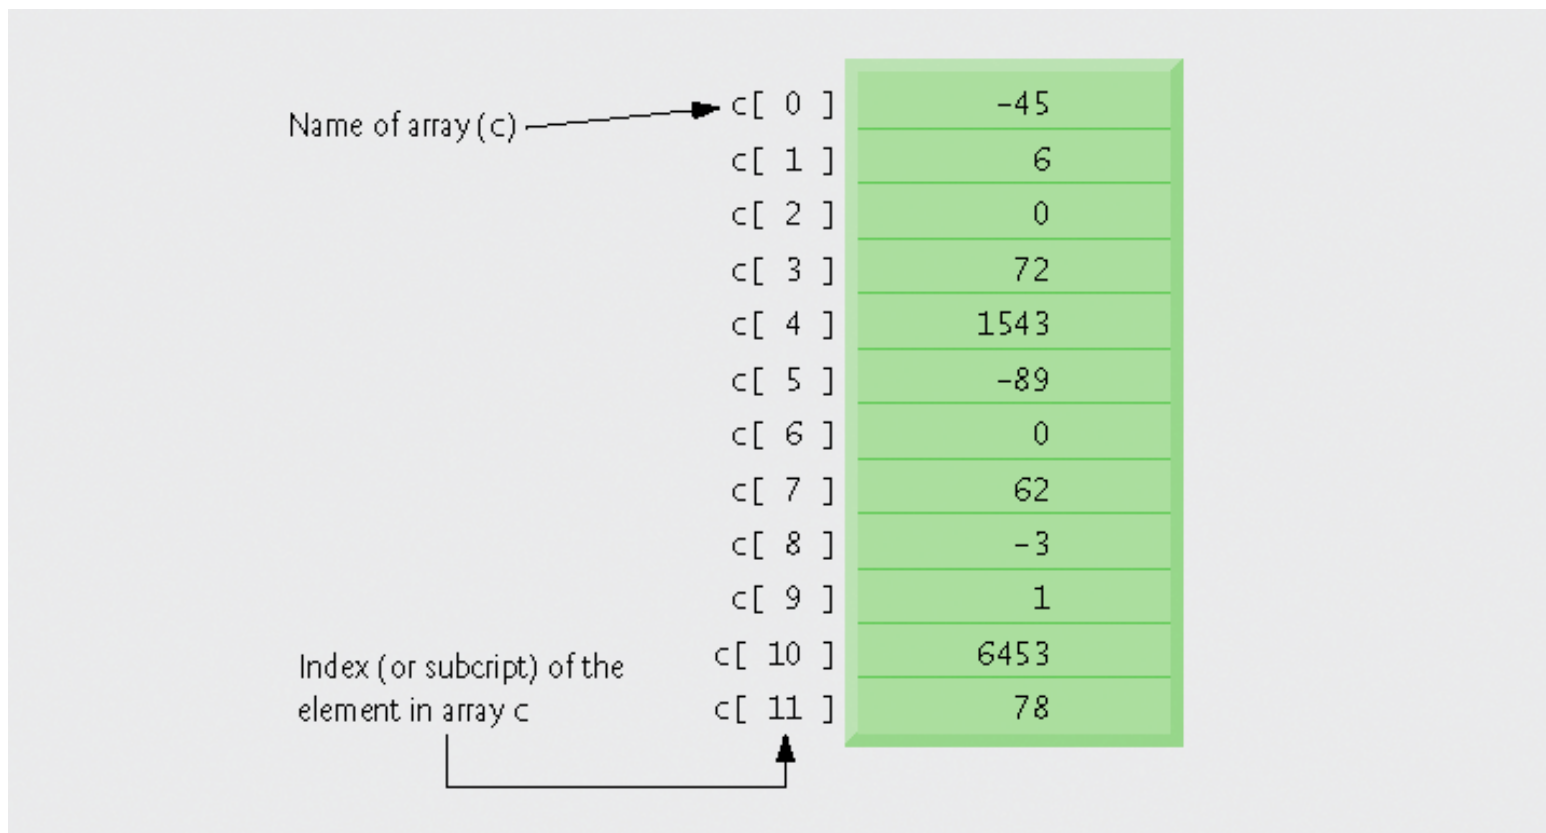 Name of array (c)
c[ 0 ] -45
c[ 1 ] 6
c[ 2 ] 0
c[ 3 ] 72
c[ 4 ] 1543
c[ 5 ] -89
c[ 6 ] 0
c[ 7 ] 62
c[ 8 ] -3
c[ 9 ] 1
c[ 10 ] 6453
c[ 11 ] 78
Index (or subcript) of the
element in array c